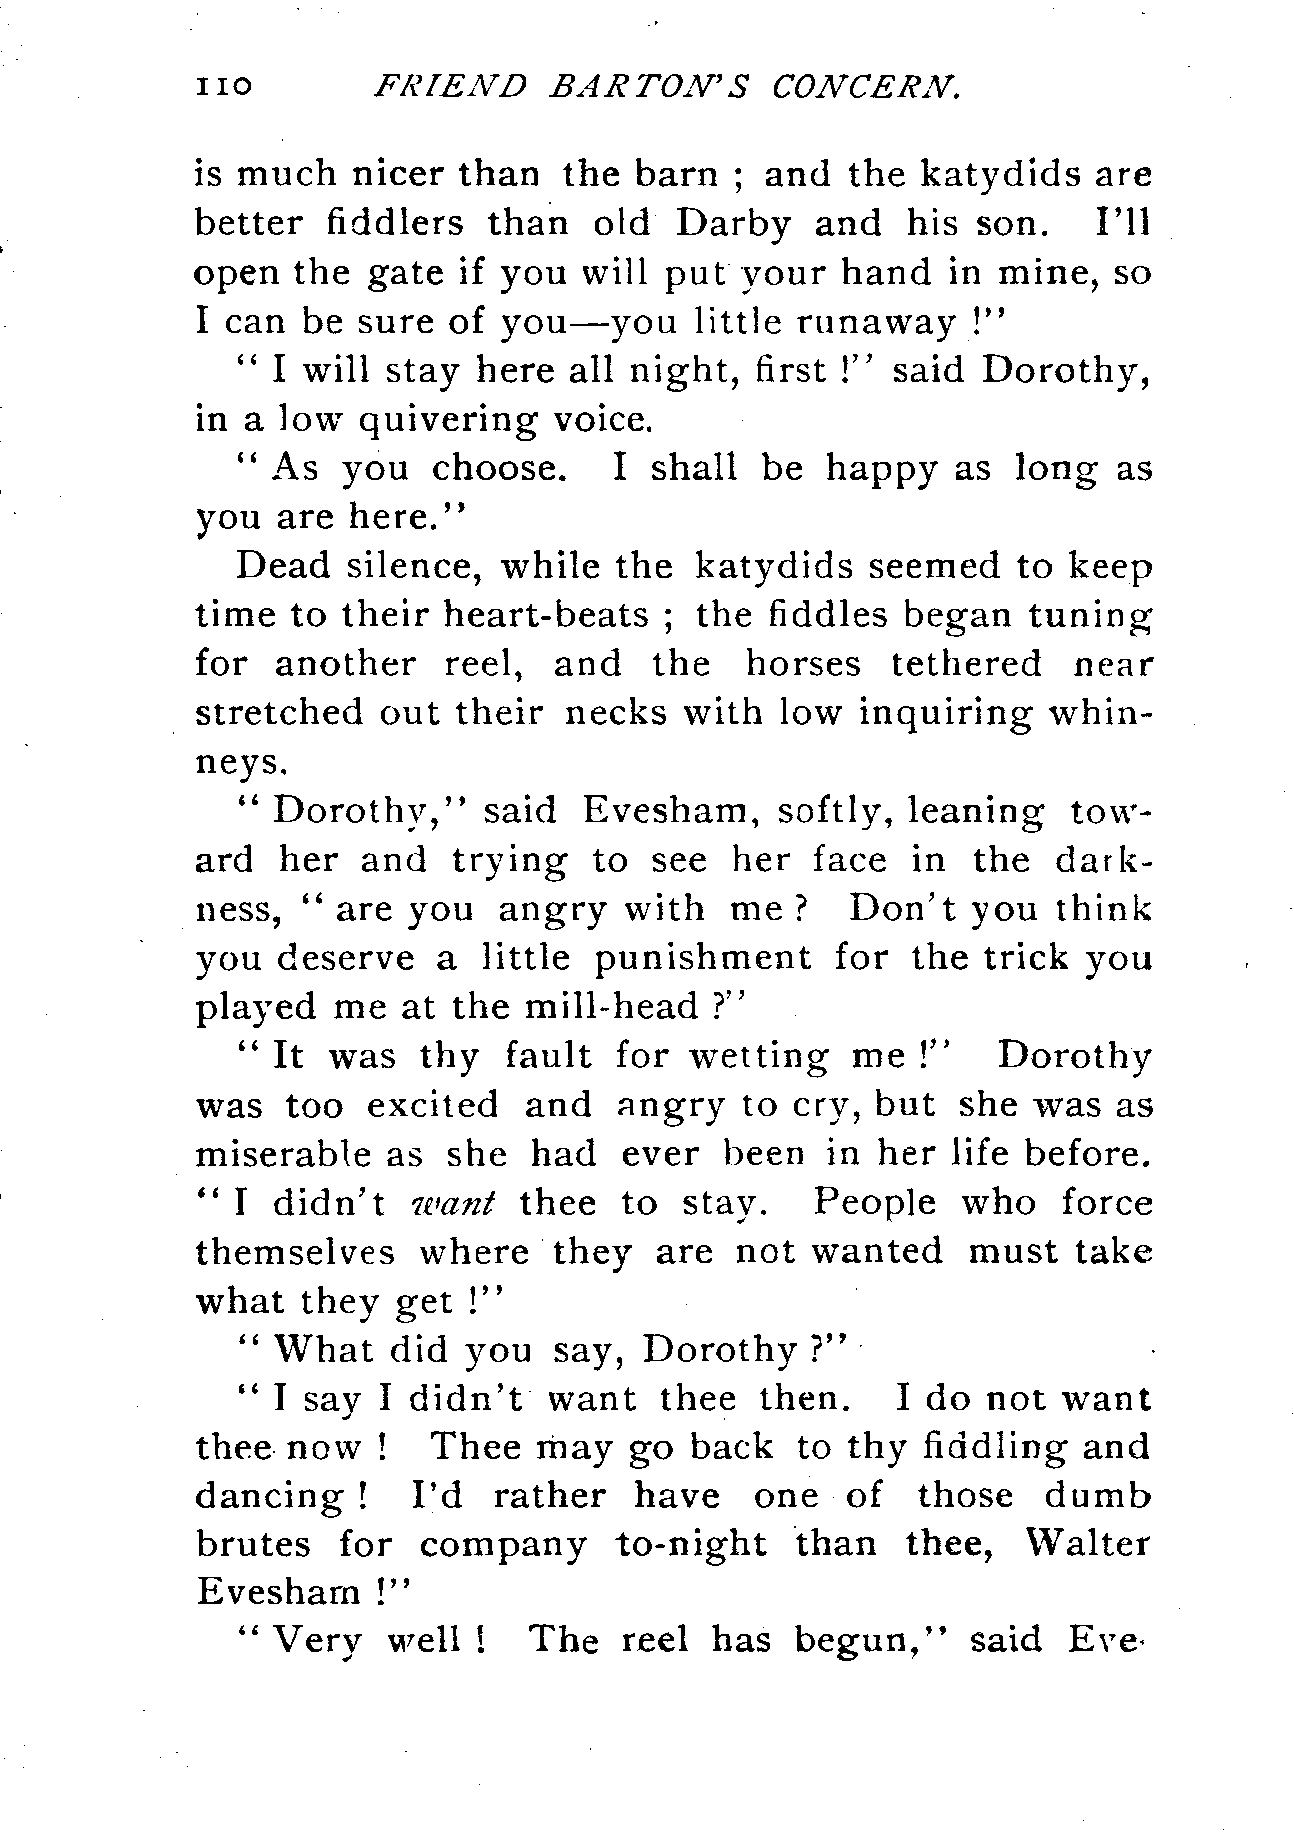 110 FRIEND BARTON'S CONCERN.
is much nicer than the barn ; and the katydids are
better fiddlers than old Darby and his son. I'll
open the gate if you will put your hand in mine, so
I can be sure of you—you little runaway !"
" I will stay here all night, first !" said Dorothy,
in a low quivering voice.
" As you choose. I shall be happy as long as
you are here."
Dead silence, while the katydids seemed to keep
time to their heart-beats ; the fiddles began tuning
for another reel, and the horses tethered near
stretched out their necks with low inquiring whin-
neys.
" Dorothy," said Evesham, softly, leaning tow-
ard her and trying to see her face in the dark-
ness, " are you angry with me ? Don't you think
you deserve a little punishment for the trick you
played me at the mill-head ?"
" It was thy fault for wetting me !" Dorothy
was too excited and angry to cry, but she was as
miserable as she had ever been in her life before.
" I didn't want thee to stay. People who force
themselves where they are not wanted must take
what they get !"
" What did you say, Dorothy ?"
" I say I didn't want thee then. I do not want
thee now ! Thee may go back to thy fiddling and
dancing ! I'd rather have one of those dumb
brutes for company to-night than thee, Walter
Evesham !"
" Very well ! The reel has begun," said Eve-